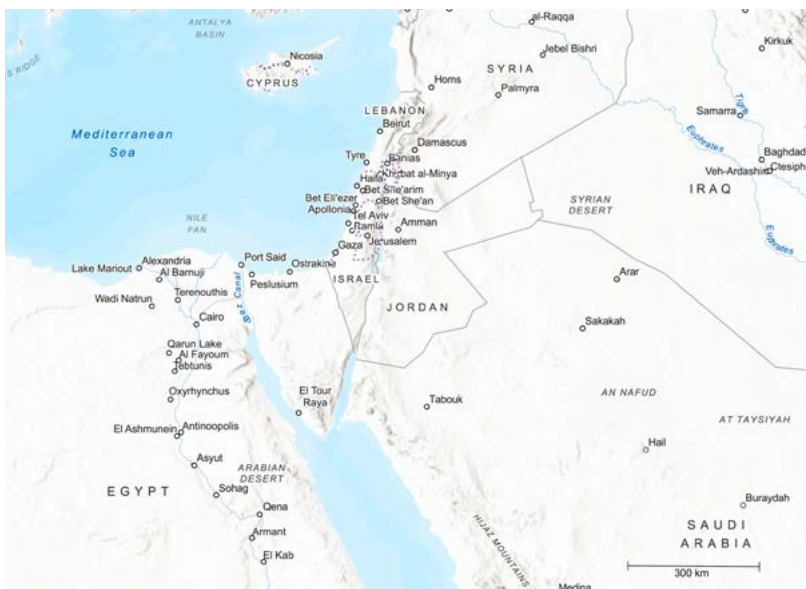 ANTALYA
BASIN
al-Raqqa
Kirkuk
S RIDGE
Nicosia
CYPRUS
Jebel Bishri
SYRIA
Homs
Palmyra
Tigris
Samarra
LEBANON
Beirut
Mediterranean
Sea
Damascus
Euphrates
Baghdad
Tyre
Banias
Veh-Ardashir
Ctesiph
Khirbat al-Minya
Haifa
Bet She'arim
IRAQ
Bet Eli'ezer
Bet She'an
Apollonia
SYRIAN
DESERT
NILE
FAN
Tel Aviv
Ramla
Amman
Jerusalem
Euphrates
Gaza
Alexandria
Port Said
Lake Mariout
Ostrakina
Al Barnuji
Peslusium
ISRAEL
Arar
Suez Canal
Wadi Natrun
Terenouthis
JORDAN
Cairo
Sakakah
Qarun Lake
Al Fayoum
Tebtunis
El Tour
Raya
Oxyrhynchus
Tabouk
AN NAFUD
AT TAYSIYAH
El Ashmunein
Antinoopolis
Hail
Asyut
ARABIAN
DESERT
EGYPT
Sohag
Buraydah
Qena
SAUDI
ARABIA
Armant
HIJAZ MOUNTAINS
El Kab
300 km
Medina